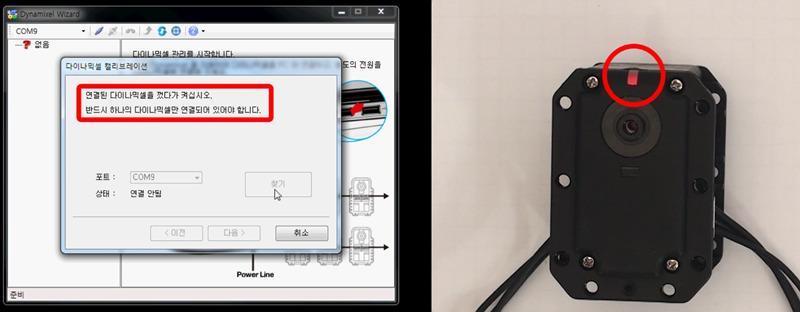 Dynamixel Wizard
COM9
없음
다이나믹셀 관리를 시작합니다.
도의 전원을
다이나믹셀 캘리브레이션
연결된 다이나믹셀을 껐다가 켜십시오.
반드시 하나의 다이나믹셀만 연결되어 있어야 합니다.
포트 :
COM9
찾기
상태 :
연결 안됨
< 이전
다음 >
취소
Power Line
준비